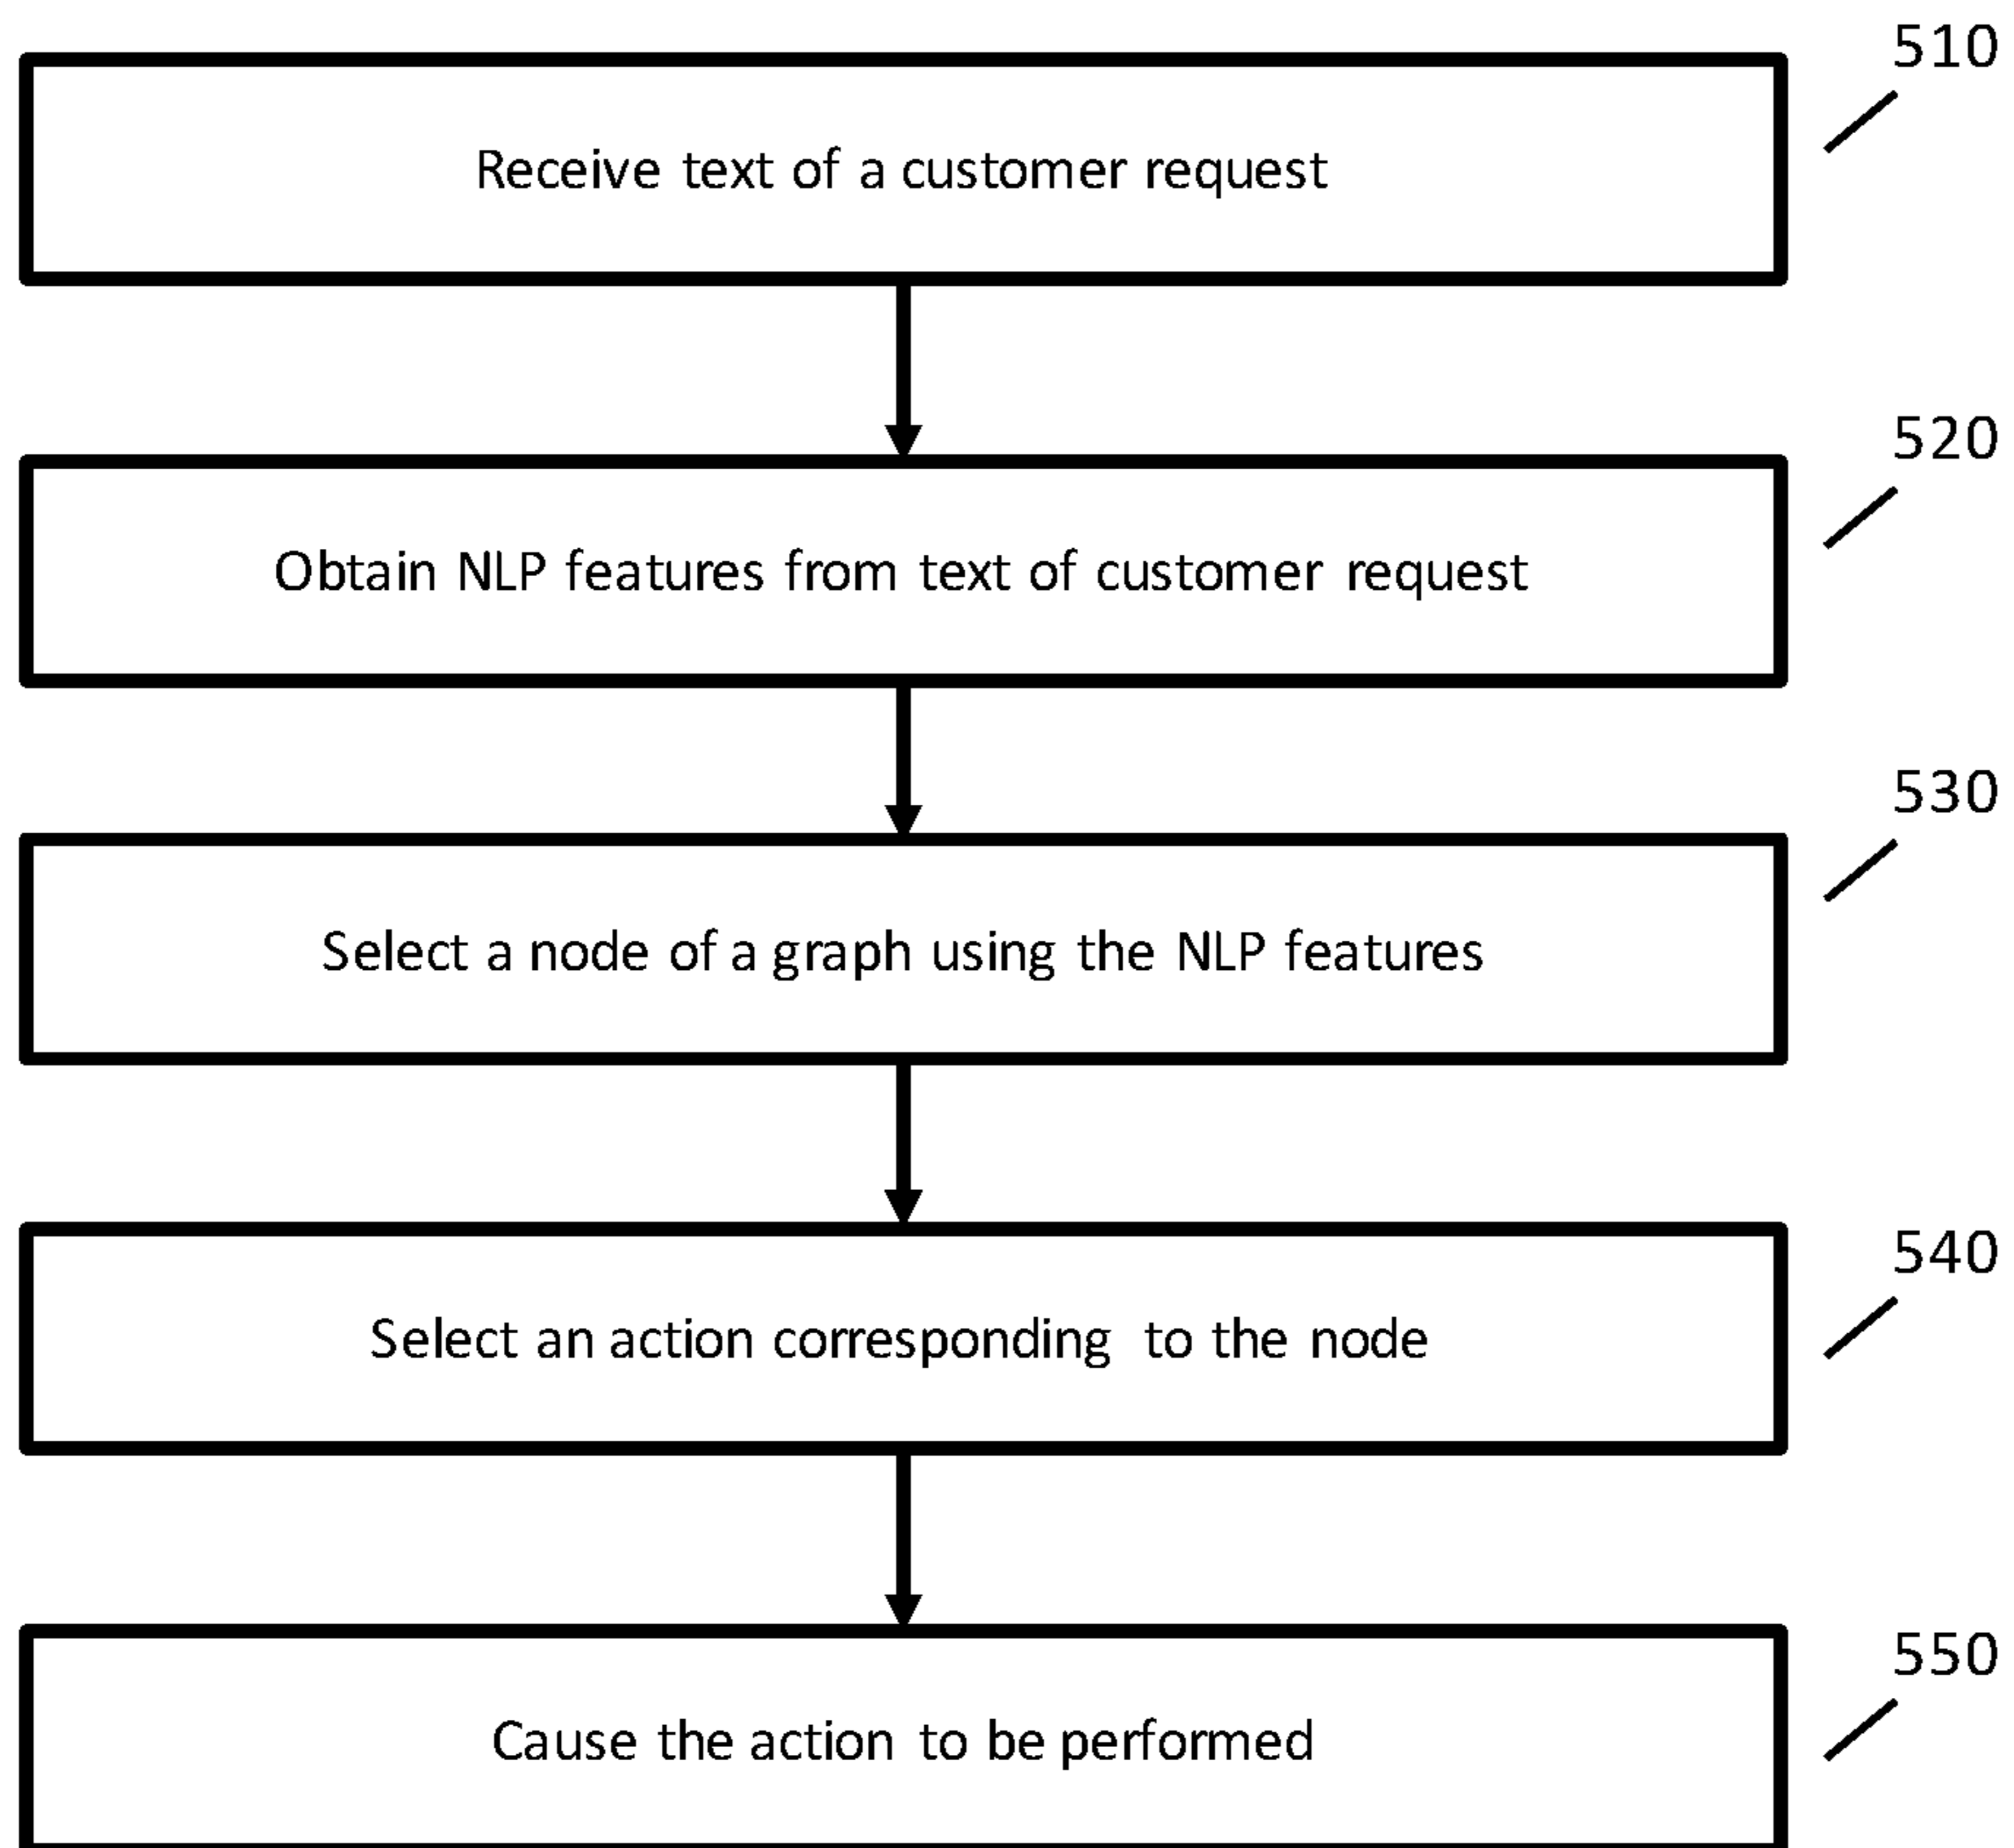 510
Receive text of a customer request
520
Obtain NLP features from text of customer request
530
Select a node of a graph using the NLP features
540
Select an action corresponding to the node
550
Cause the action to be performed